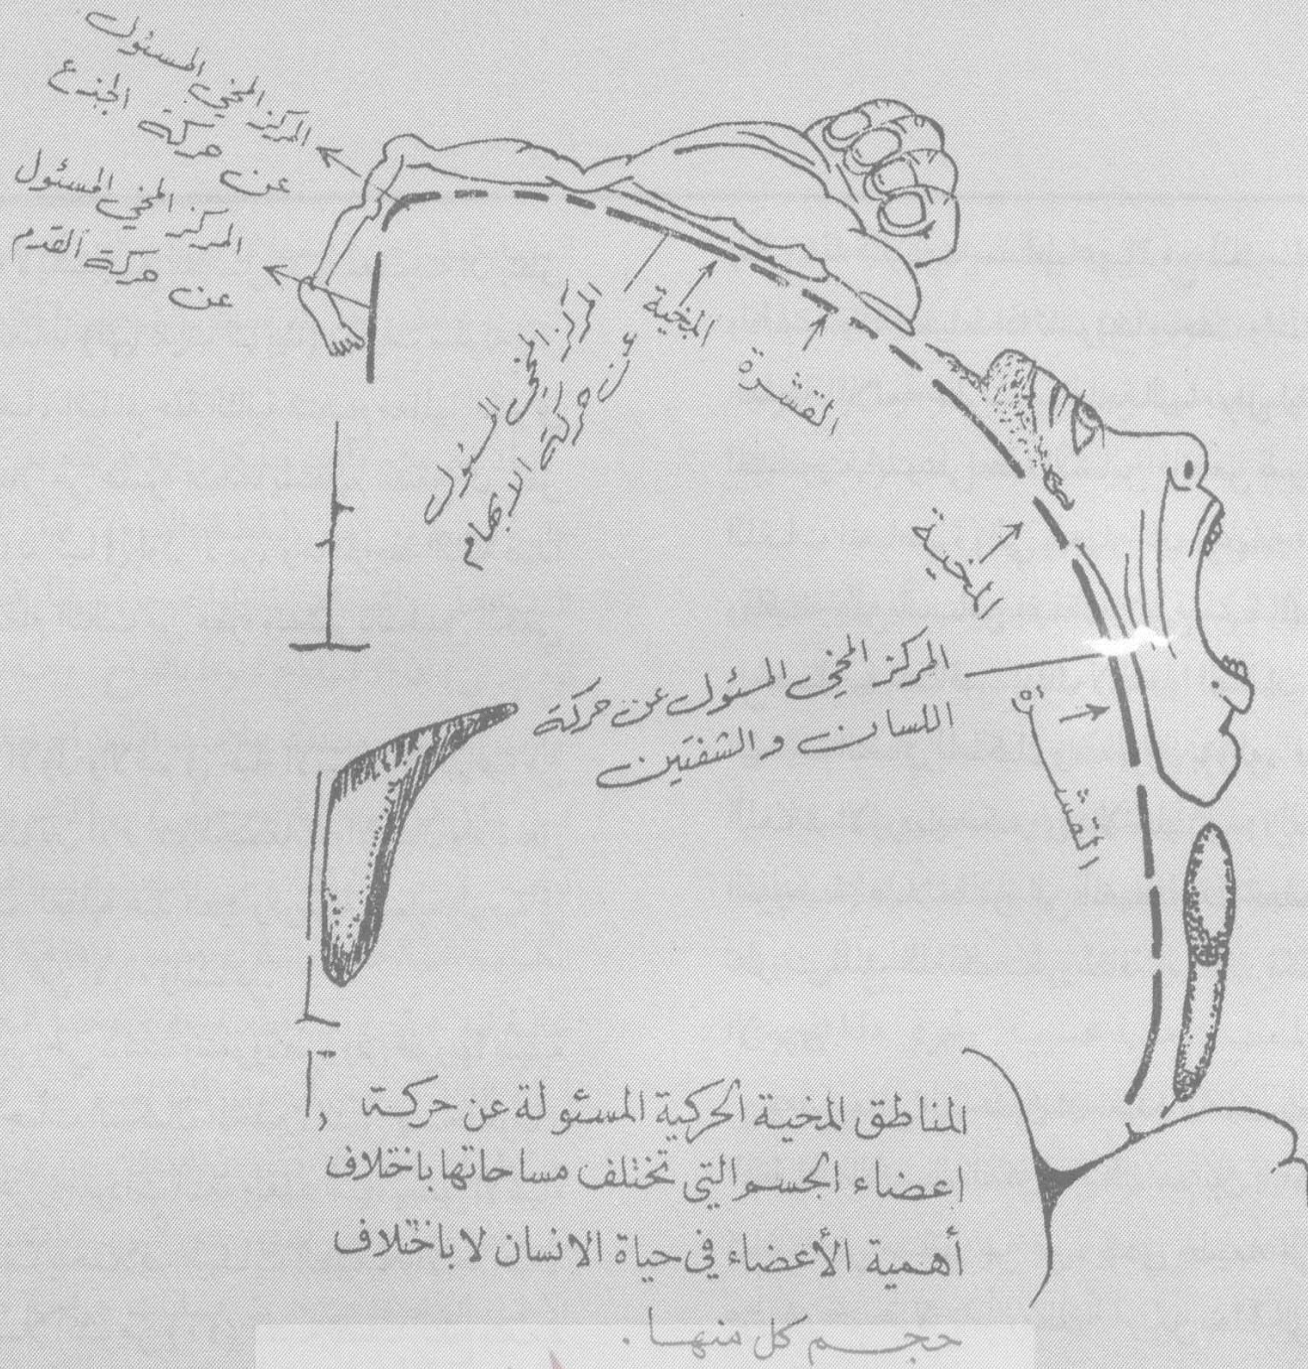 المركز المخي المسئول
عن حركة الجذع
المركز المخي المسئول
عن حركة القدم
المركز المخي المسئول
عن حركة الابهام
المخية
القشرة
المخية
المركز المخي المسئول عن حركة
اللسان والشفتين
القشرة
المناطق المخية الحركية المسئولة عن حركة
اعضاء الجسم التي تختلف مساحاتها باختلاف
أهمية الأعضاء في حياة الانسان لا باختلاف
حجم كل منها .